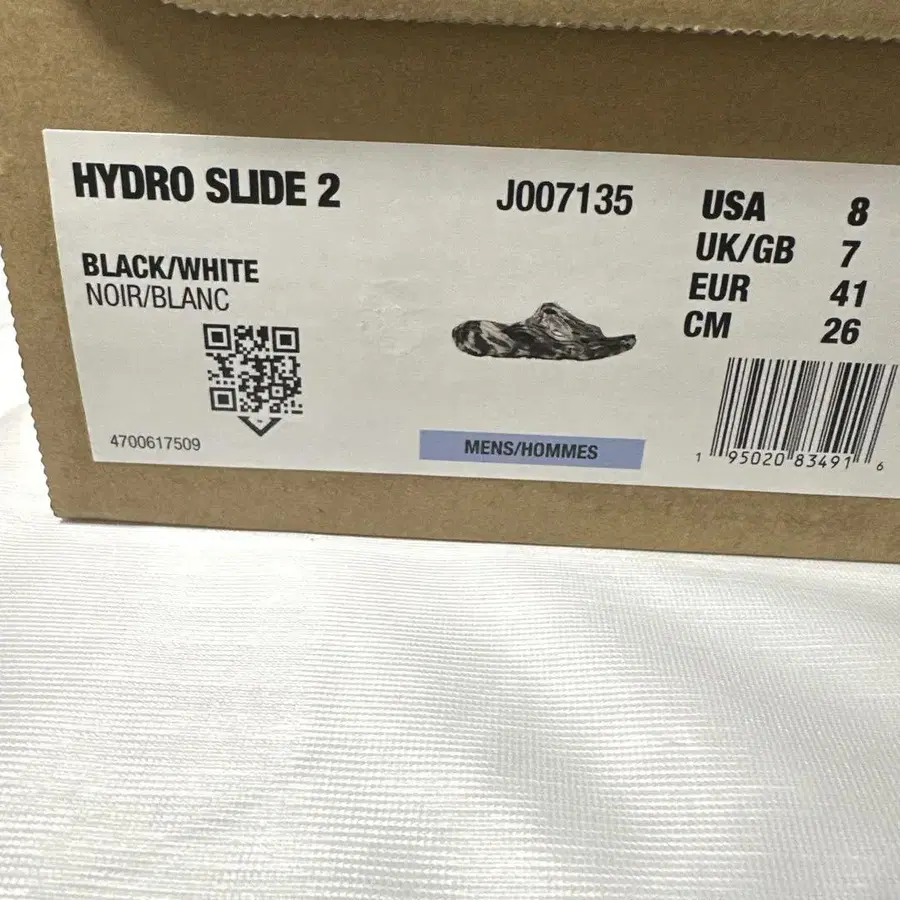 HYDRO SLIDE 2
J007135
BLACK/WHITE
NOIR/BLANC
4700617509
MENS/HOMMES
USA 8
UK/GB 7
EUR 41
CM 26
1 95020 83491 6